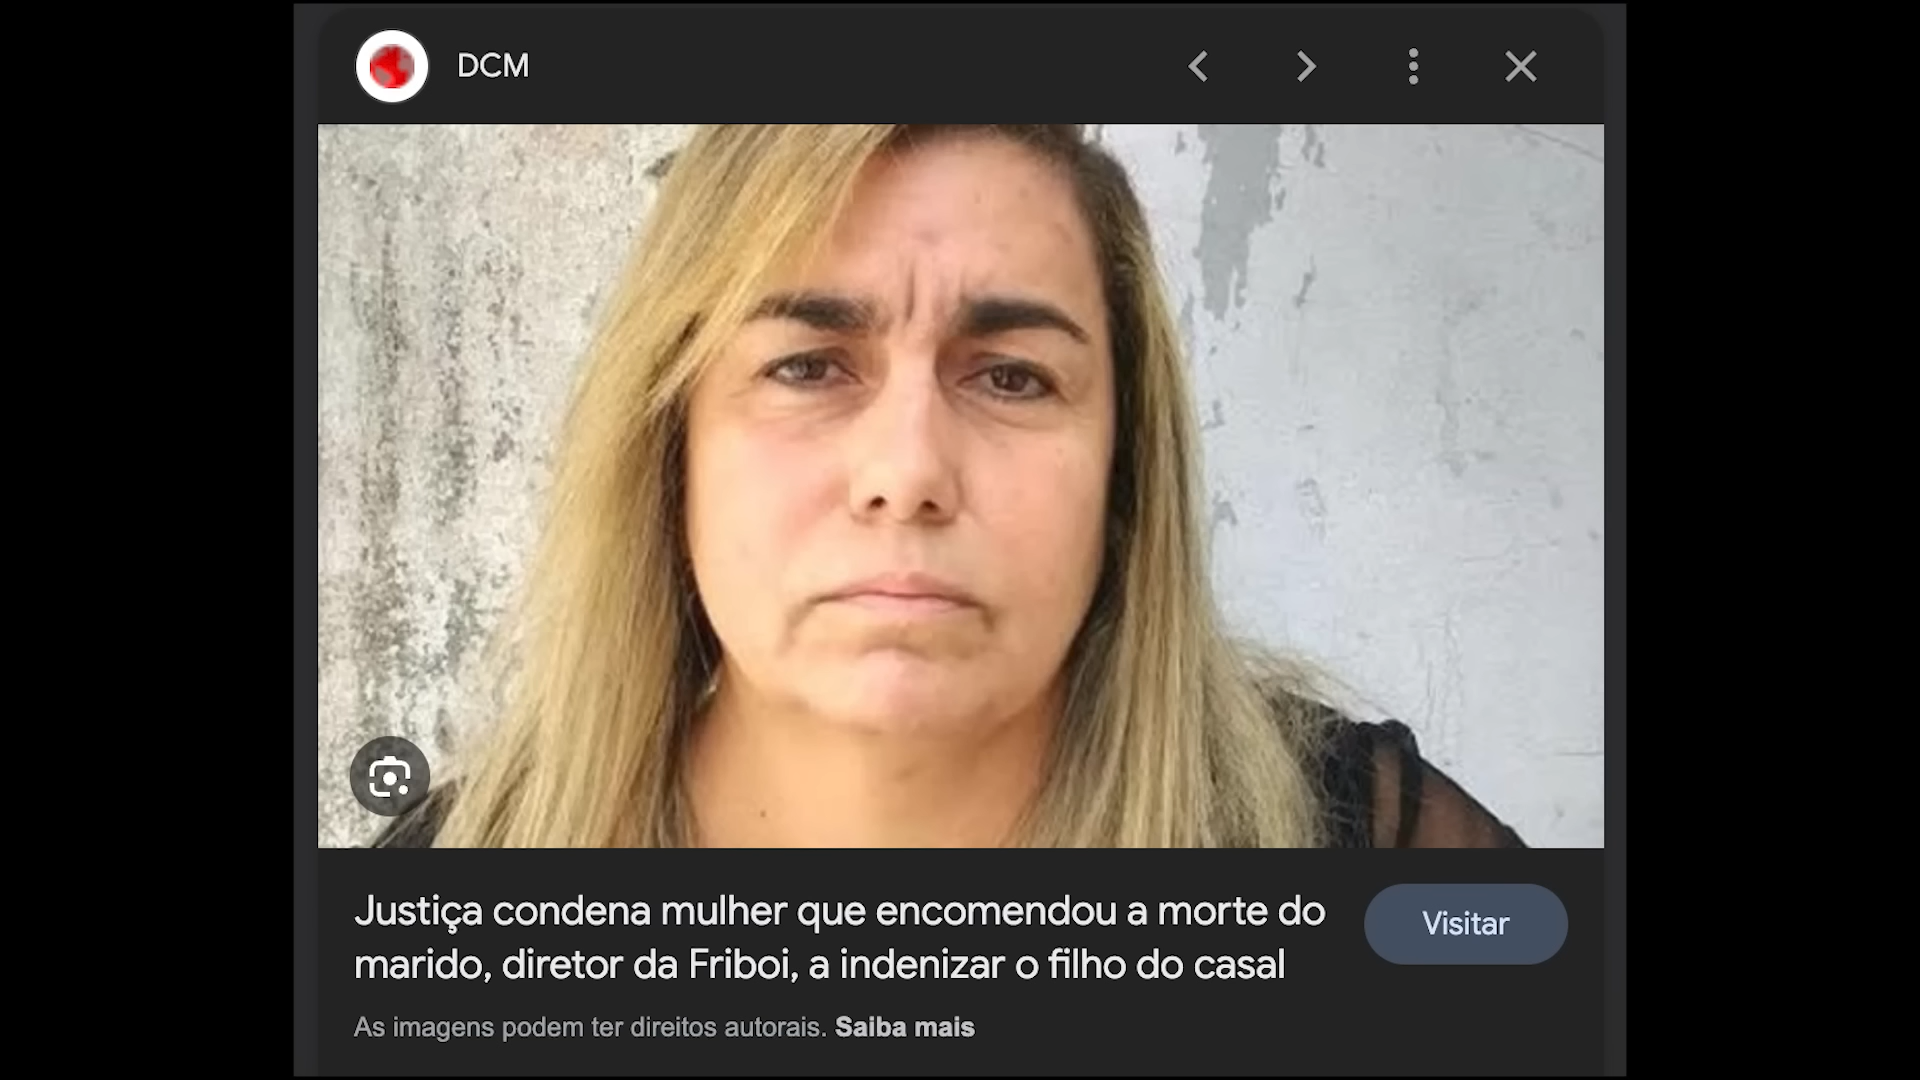 DCM
Justiça condena mulher que encomendou a morte do
marido, diretor da Friboi, a indenizar o filho do casal
Visitar
As imagens podem ter direitos autorais. Saiba mais